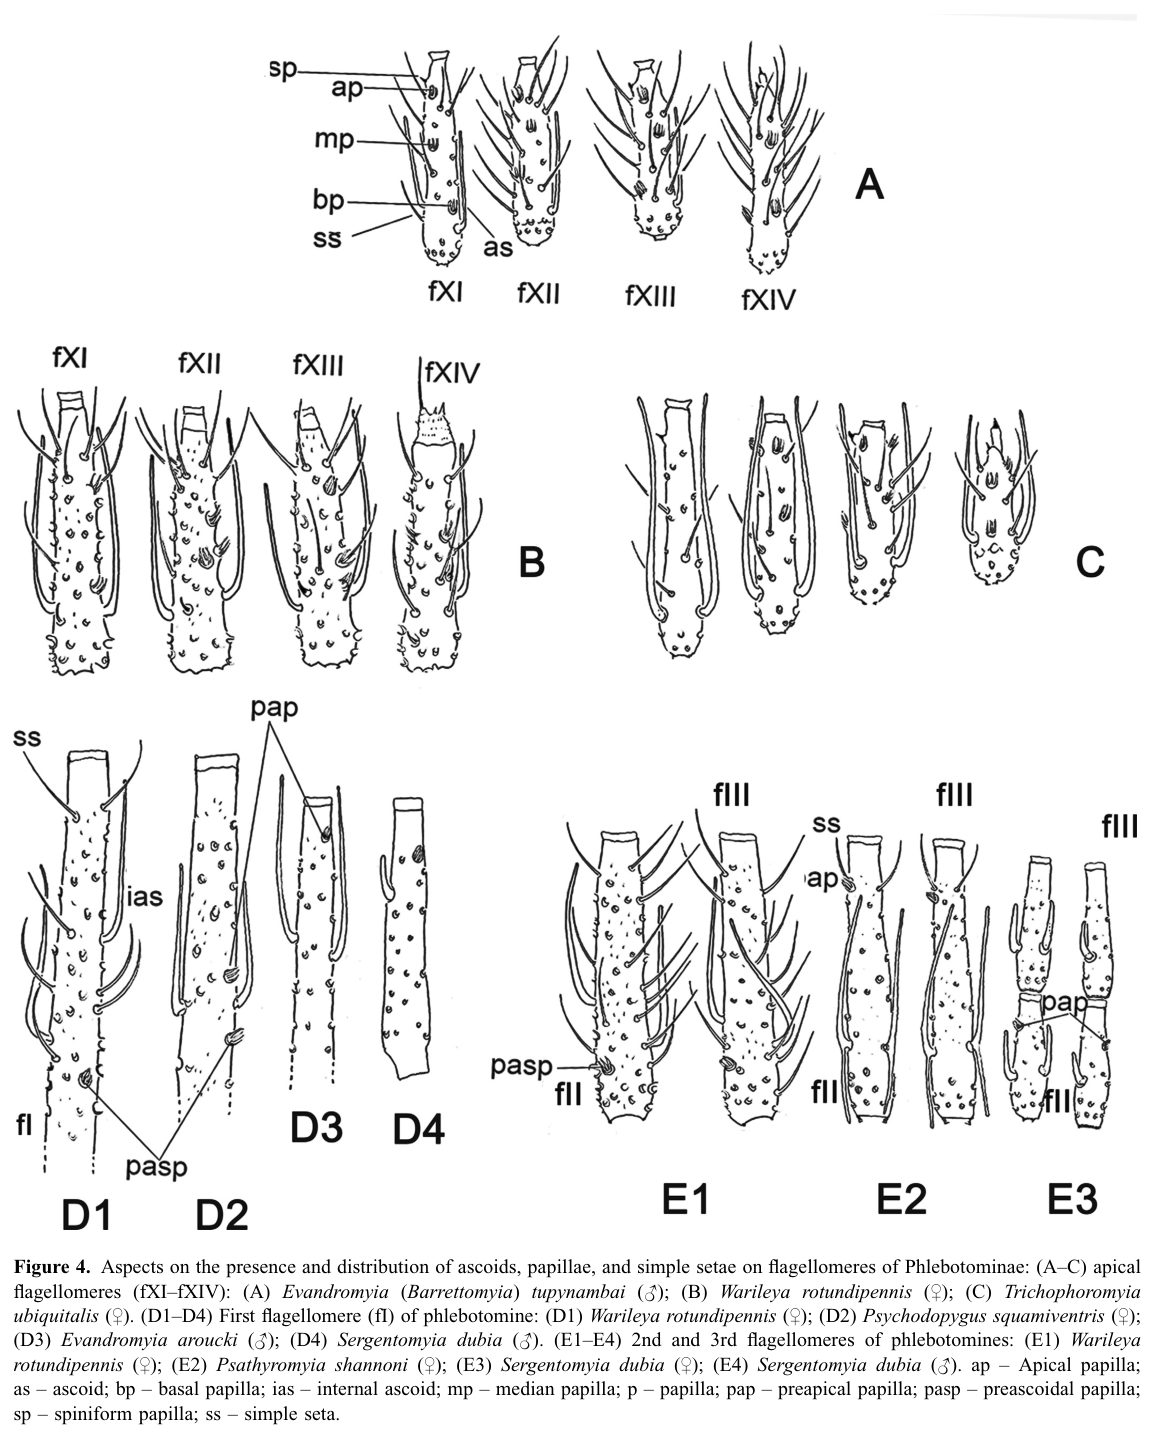 sp
ap
mp
bp
ss
as
A
fXI
fXII
fXIII
fXIV
fXI
fXII
fXIII
fXIV
B
C
pap
ss
ias
fI
pasp
D1
D2
D3
D4
fIII
fIII
fIII
ss
ap
pap
pasp
fII
fII
fII
E1
E2
E3
Figure 4. Aspects on the presence and distribution of ascoids, papillae, and simple setae on flagellomeres of Phlebotominae: (A–C) apical
flagellomeres (fXI–fXIV): (A) Evandromyia (Barrettomyia) tupynambai (♂); (B) Warileya rotundipennis (♀); (C) Trichophoromyia
ubiquitalis (♀). (D1–D4) First flagellomere (fI) of phlebotomine: (D1) Warileya rotundipennis (♀); (D2) Psychodopygus squamiventris (♀);
(D3) Evandromyia aroucki (♂); (D4) Sergentomyia dubia (♂). (E1–E4) 2nd and 3rd flagellomeres of phlebotomines: (E1) Warileya
rotundipennis (♀); (E2) Psathyromyia shannoni (♀); (E3) Sergentomyia dubia (♀); (E4) Sergentomyia dubia (♂). ap – Apical papilla;
as – ascoid; bp – basal papilla; ias – internal ascoid; mp – median papilla; p – papilla; pap – preapical papilla; pasp – preascoidal papilla;
sp – spiniform papilla; ss – simple seta.